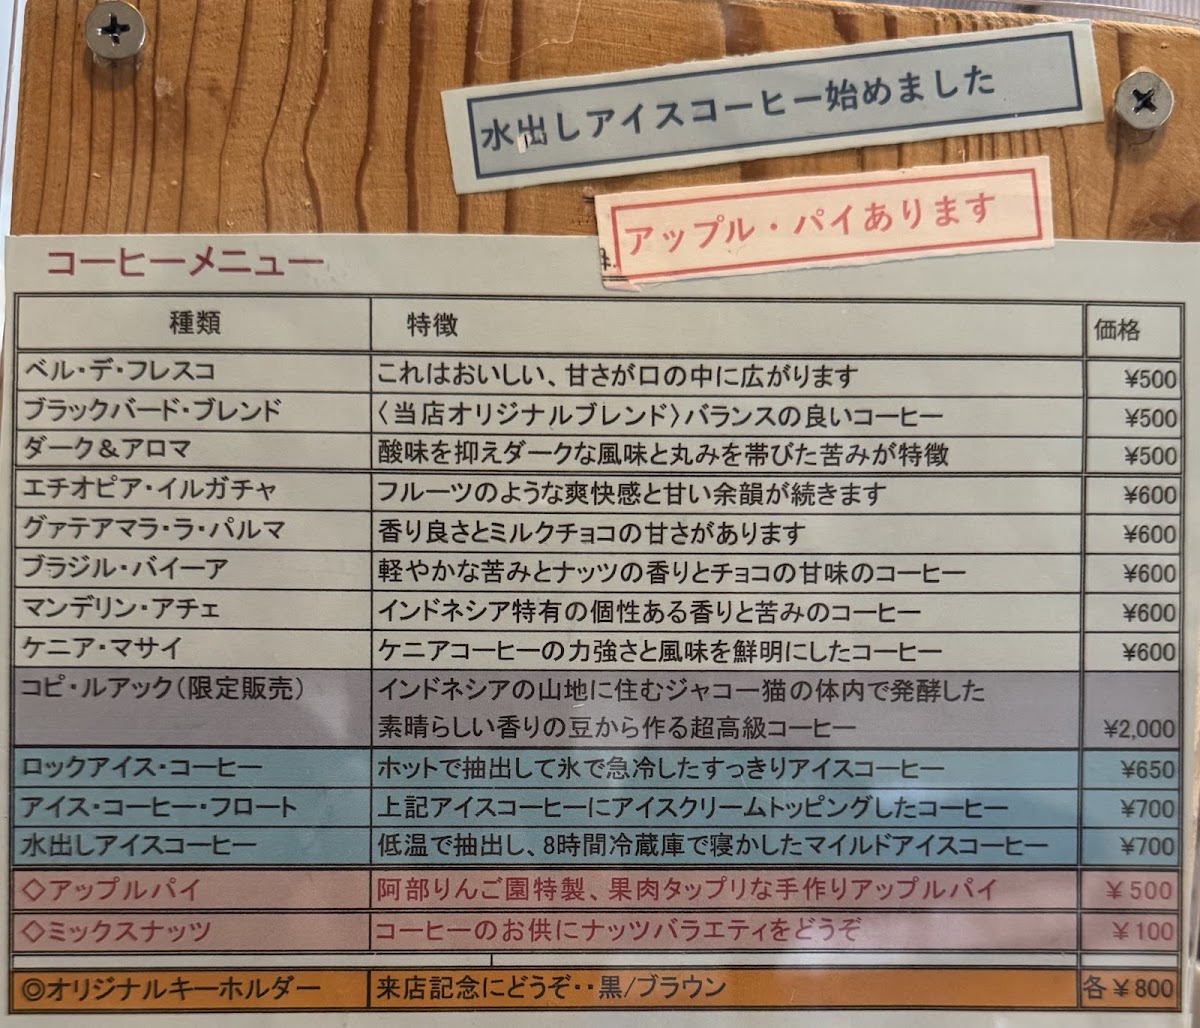 水出しアイスコーヒー始めました
アップル・パイあります
コーヒーメニュー
種類 特徴 価格
ベル・デ・フレスコ これはおいしい、甘さが口の中に広がります ¥500
ブラックバード・ブレンド 〈当店オリジナルブレンド〉バランスの良いコーヒー ¥500
ダーク＆アロマ 酸味を抑えダークな風味と丸みを帯びた苦みが特徴 ¥500
エチオピア・イルガチャ フルーツのような爽快感と甘い余韻が続きます ¥600
グァテアマラ・ラ・パルマ 香り良さとミルクチョコの甘さがあります ¥600
ブラジル・バイーア 軽やかな苦みとナッツの香りとチョコの甘味のコーヒー ¥600
マンデリン・アチェ インドネシア特有の個性ある香りと苦みのコーヒー ¥600
ケニア・マサイ ケニアコーヒーの力強さと風味を鮮明にしたコーヒー ¥600
コピ・ルアック（限定販売） インドネシアの山地に住むジャコー猫の体内で発酵した
素晴らしい香りの豆から作る超高級コーヒー ¥2,000
ロックアイス・コーヒー ホットで抽出して氷で急冷したすっきりアイスコーヒー ¥650
アイス・コーヒー・フロート 上記アイスコーヒーにアイスクリームトッピングしたコーヒー ¥700
水出しアイスコーヒー 低温で抽出し、8時間冷蔵庫で寝かしたマイルドアイスコーヒー ¥700
◇アップルパイ 阿部りんご園特製、果肉タップリな手作りアップルパイ ¥500
◇ミックスナッツ コーヒーのお供にナッツバラエティをどうぞ ¥100
◎オリジナルキーホルダー 来店記念にどうぞ・・黒/ブラウン 各¥800